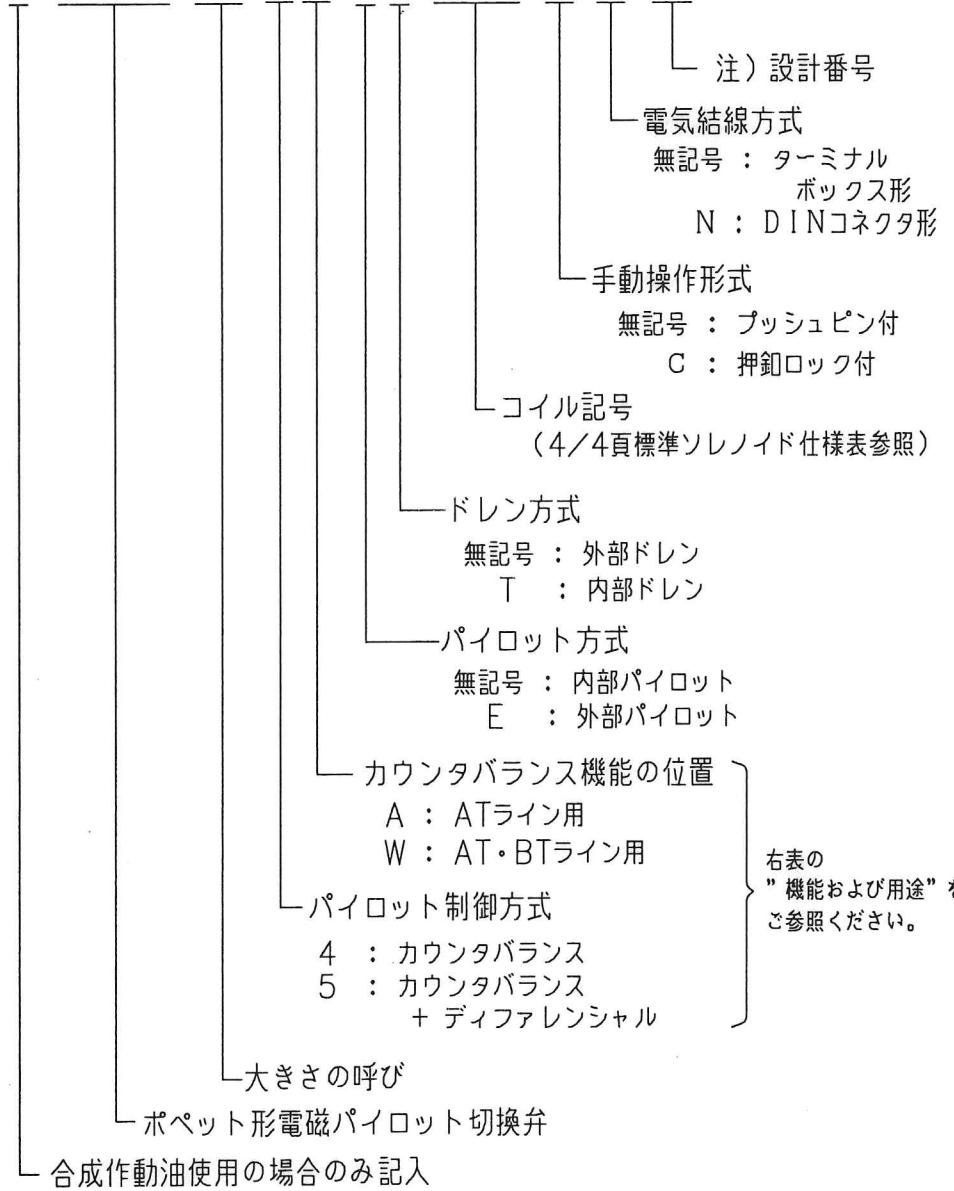 注）設計番号
電気結線方式
無記号 ： ターミナル
ボックス形
N ： DINコネクタ形
手動操作形式
無記号 ： プッシュピン付
C ： 押釦ロック付
コイル記号
（4/4頁標準ソレノイド仕様表参照）
ドレン方式
無記号 ： 外部ドレン
T ： 内部ドレン
パイロット方式
無記号 ： 内部パイロット
E ： 外部パイロット
カウンタバランス機能の位置
A ： ATライン用
W ： AT・BTライン用
右表の
”機能および用途”を
ご参照ください。
パイロット制御方式
4 ： カウンタバランス
5 ： カウンタバランス
+ ディファレンシャル
大きさの呼び
ポペット形電磁パイロット切換弁
合成作動油使用の場合のみ記入